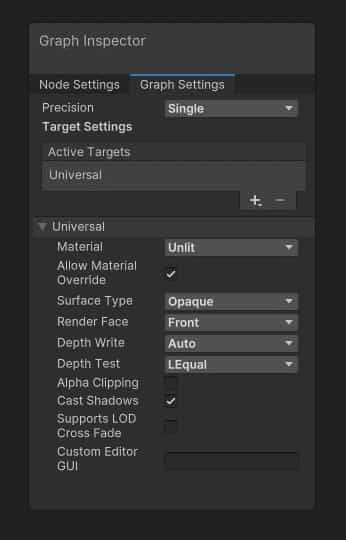 Graph Inspector
Node Settings Graph Settings
Precision Single
Target Settings
Active Targets
Universal
+ −
Universal
Material Unlit
Allow Material
Override
Surface Type Opaque
Render Face Front
Depth Write Auto
Depth Test LEqual
Alpha Clipping
Cast Shadows
Supports LOD
Cross Fade
Custom Editor
GUI